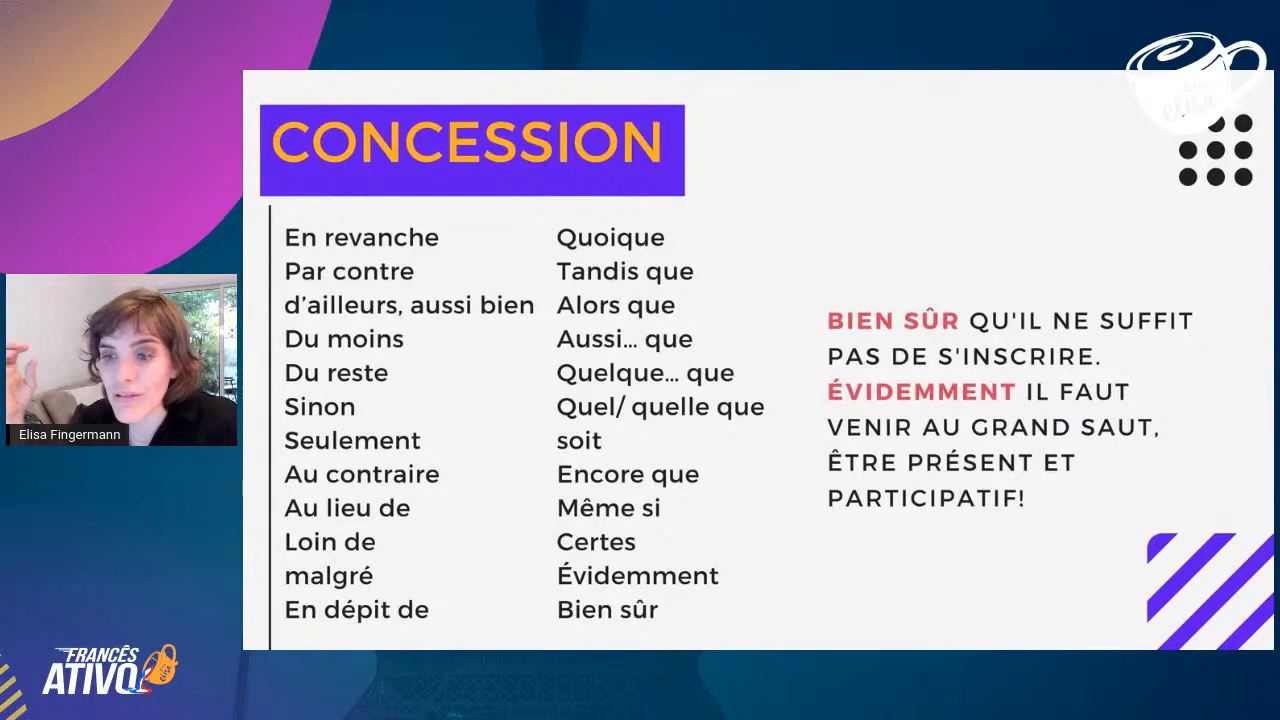 CONCESSION
En revanche
Par contre
d'ailleurs, aussi bien
Du moins
Du reste
Sinon
Seulement
Au contraire
Au lieu de
Loin de
malgré
En dépit de
Quoique
Tandis que
Alors que
Aussi... que
Quelque... que
Quel/ quelle que
soit
Encore que
Même si
Certes
Évidemment
Bien sûr
BIEN SÛR QU'IL NE SUFFIT
PAS DE S'INSCRIRE.
ÉVIDEMMENT IL FAUT
VENIR AU GRAND SAUT,
ÊTRE PRÉSENT ET
PARTICIPATIF!
Elisa Fingermann
FRANCÊS
ATIVO
elisa